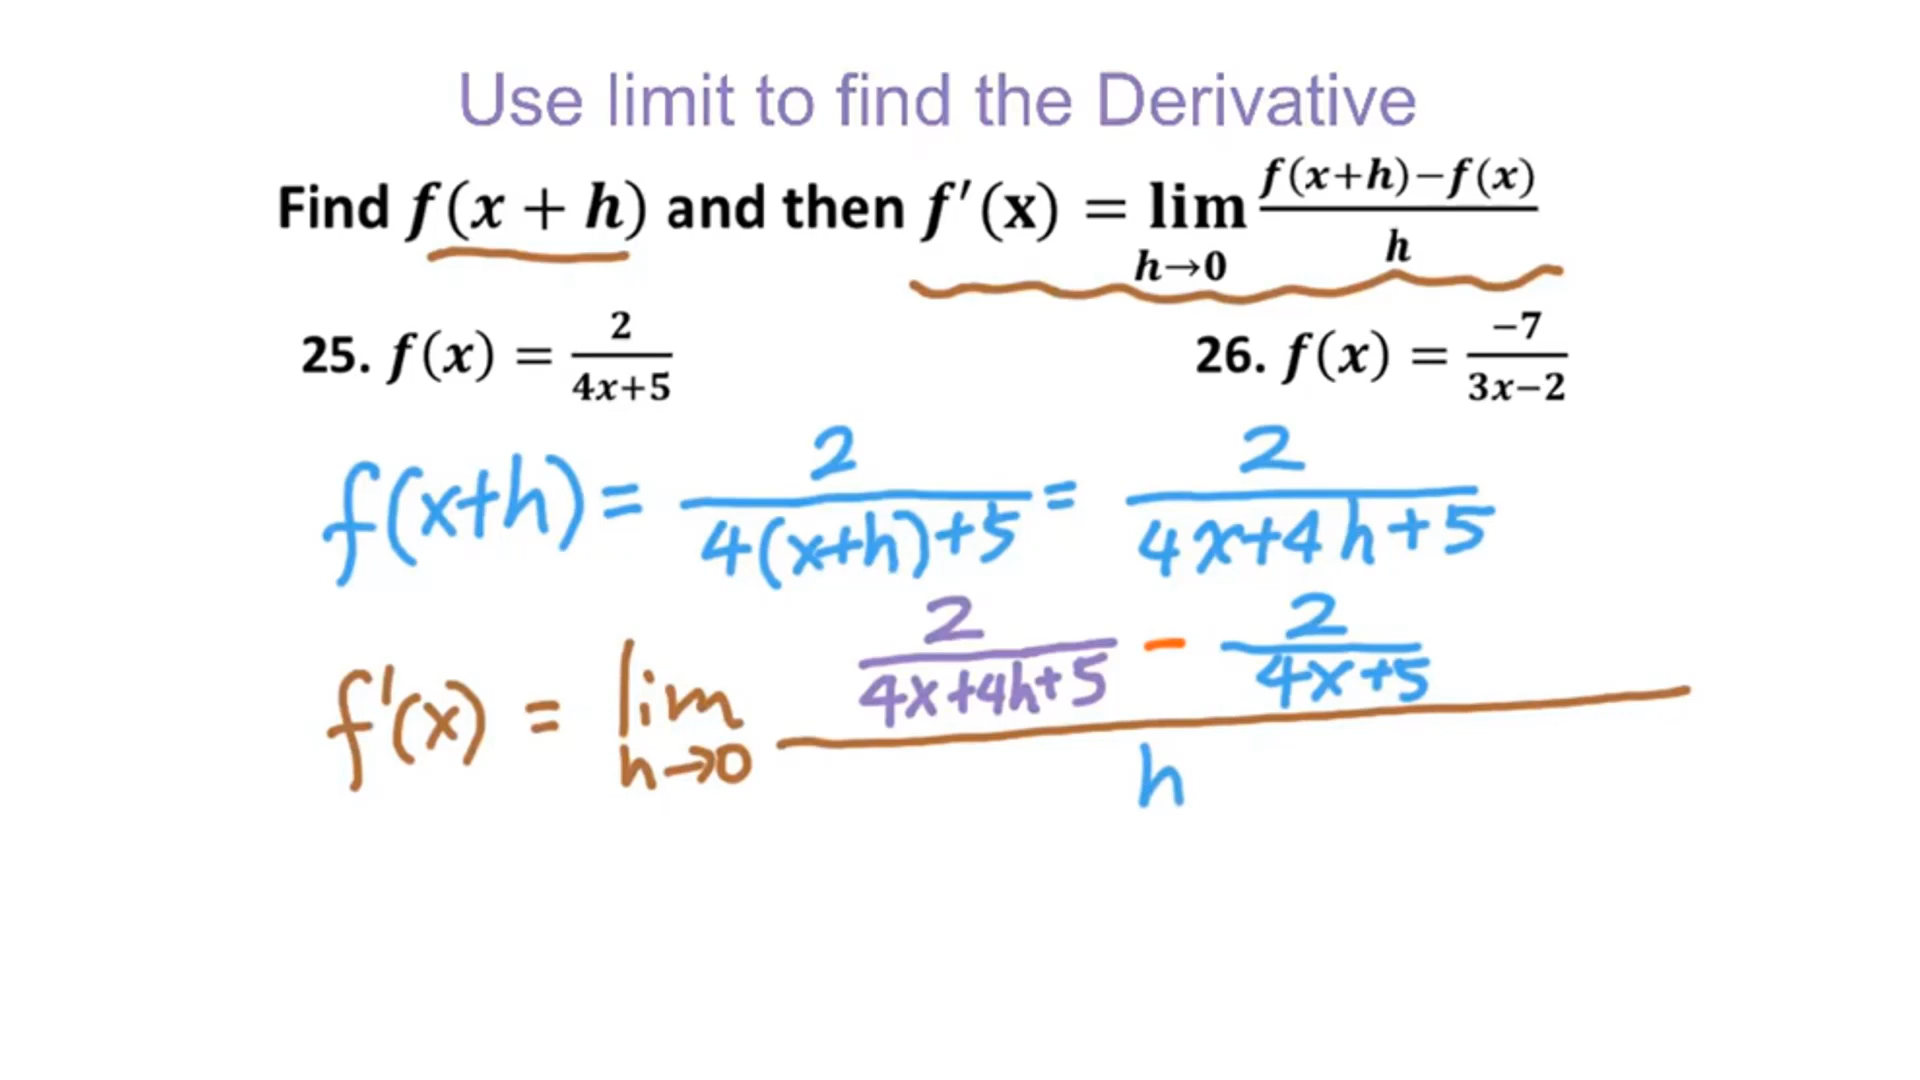 Use limit to find the Derivative
Find f(x + h) and then f′(x) = lim h→0 f(x+h)−f(x) / h
25. f(x) = 2 / 4x+5
26. f(x) = −7 / 3x−2
f(x+h) = 2 / 4(x+h)+5 = 2 / 4x+4h+5
f'(x) = lim h→0 2 / 4x+4h+5 - 2 / 4x+5 / h